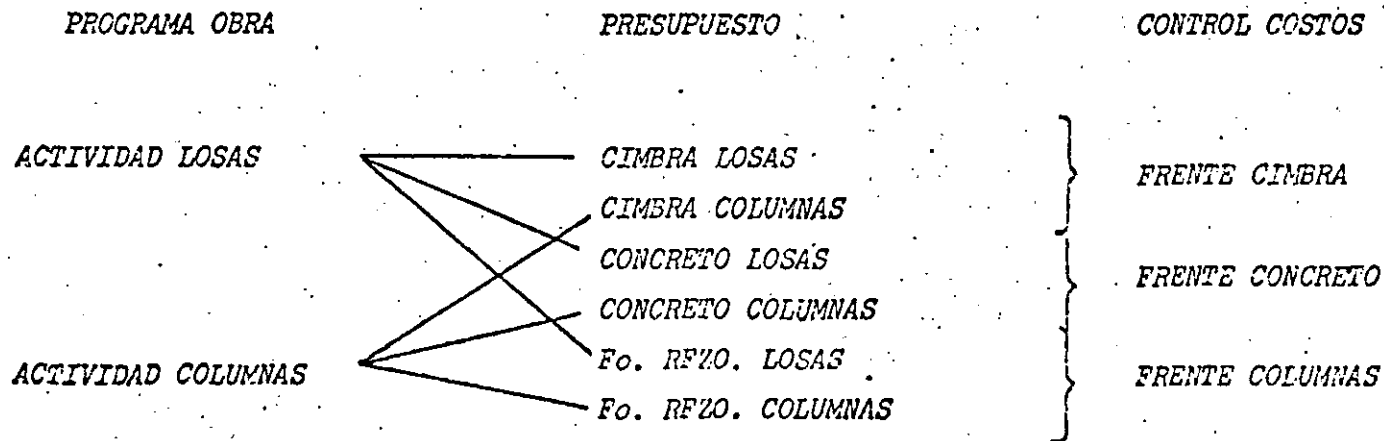 PROGRAMA OBRA PRESUPUESTO CONTROL COSTOS
ACTIVIDAD LOSAS
CIMBRA LOSAS
FRENTE CIMBRA
CIMBRA COLUMNAS
CONCRETO LOSAS
FRENTE CONCRETO
CONCRETO COLUMNAS
Fo. RFZO. LOSAS
ACTIVIDAD COLUMNAS
FRENTE COLUMNAS
Fo. RFZO. COLUMNAS